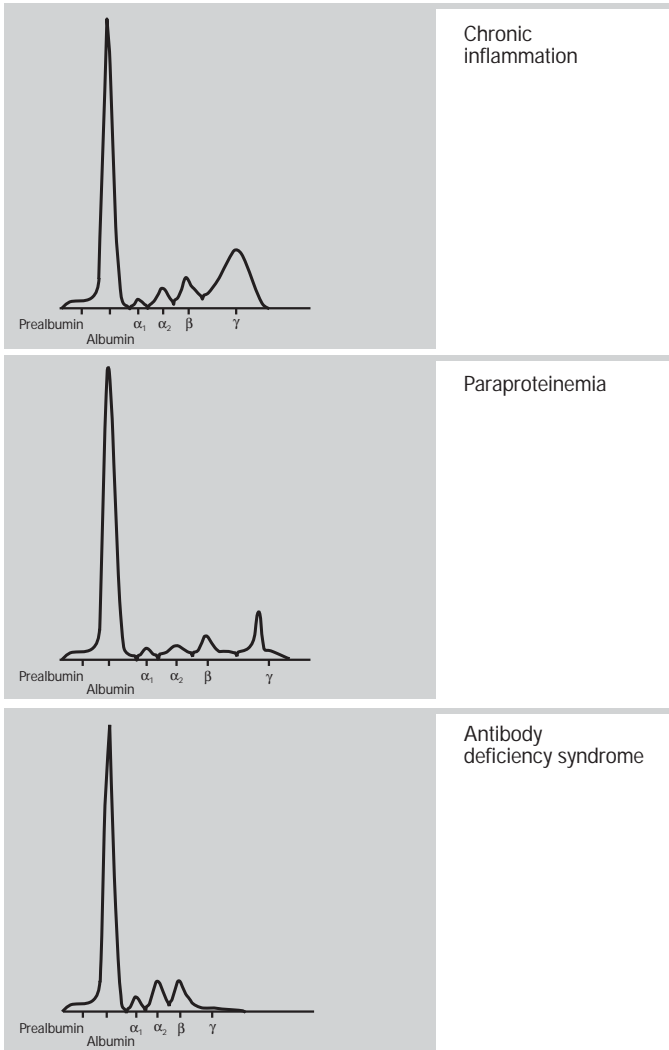 Chronic
inflammation
Prealbumin α₁ α₂ β γ
Albumin
Paraproteinemia
Prealbumin α₁ α₂ β γ
Albumin
Antibody
deficiency syndrome
Prealbumin α₁ α₂ β γ
Albumin